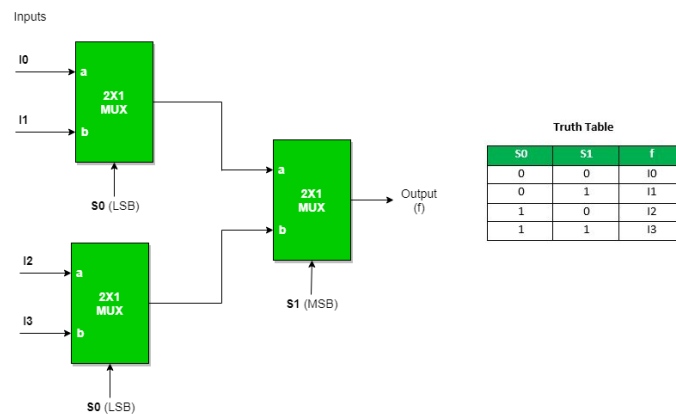 Inputs
I0
a
2X1
MUX
I1
b
S0 (LSB)
a
2X1
MUX
b
Output
(f)
S1 (MSB)
I2
a
2X1
MUX
I3
b
S0 (LSB)
Truth Table
S0 S1 f
0 0 I0
0 1 I1
1 0 I2
1 1 I3